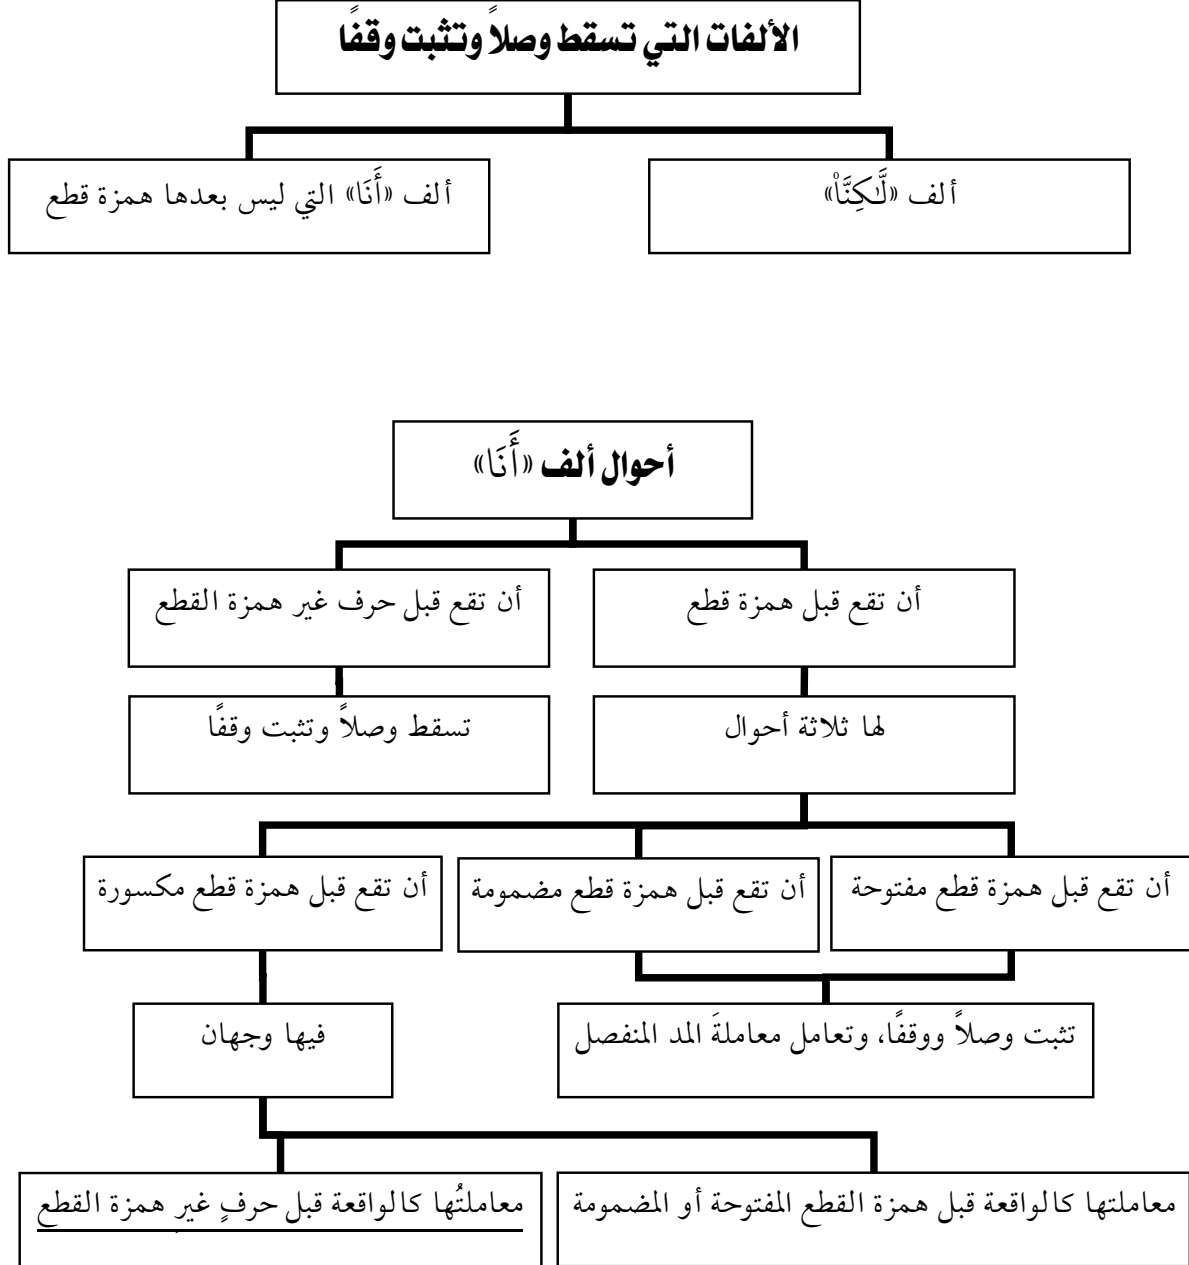 الألفات التي تسقط وصلاً وتثبت وقفًا
ألف «لَّٰكِنَّا۠»
ألف «أَنَا» التي ليس بعدها همزة قطع
أحوال ألف «أَنَا»
أن تقع قبل همزة قطع
أن تقع قبل حرف غير همزة القطع
لها ثلاثة أحوال
تسقط وصلاً وتثبت وقفًا
أن تقع قبل همزة قطع مفتوحة
أن تقع قبل همزة قطع مضمومة
أن تقع قبل همزة قطع مكسورة
تثبت وصلاً ووقفًا، وتعامل معاملةَ المد المنفصل
فيها وجهان
معاملتها كالواقعة قبل همزة القطع المفتوحة أو المضمومة
معاملتُها كالواقعة قبل حرفٍ غيرِ همزة القطع